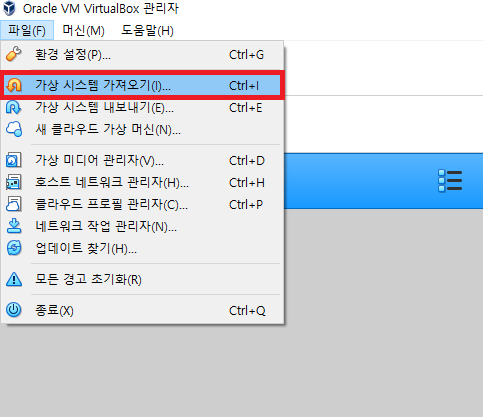 Oracle VM VirtualBox 관리자
파일(F) 머신(M) 도움말(H)
환경 설정(P)... Ctrl+G
가상 시스템 가져오기(I)... Ctrl+I
가상 시스템 내보내기(E)... Ctrl+E
새 클라우드 가상 머신(N)...
가상 미디어 관리자(V)... Ctrl+D
호스트 네트워크 관리자(H)... Ctrl+H
클라우드 프로필 관리자(C)... Ctrl+P
네트워크 작업 관리자(N)...
업데이트 찾기(H)...
모든 경고 초기화(R)
종료(X) Ctrl+Q